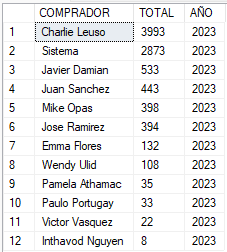 COMPRADOR TOTAL AÑO
1 Charlie Leuso 3993 2023
2 Sistema 2873 2023
3 Javier Damian 533 2023
4 Juan Sanchez 443 2023
5 Mike Opas 398 2023
6 Jose Ramirez 394 2023
7 Emma Flores 132 2023
8 Wendy Ulid 108 2023
9 Pamela Athamac 35 2023
10 Paulo Portugay 33 2023
11 Victor Vasquez 22 2023
12 Inthavod Nguyen 8 2023